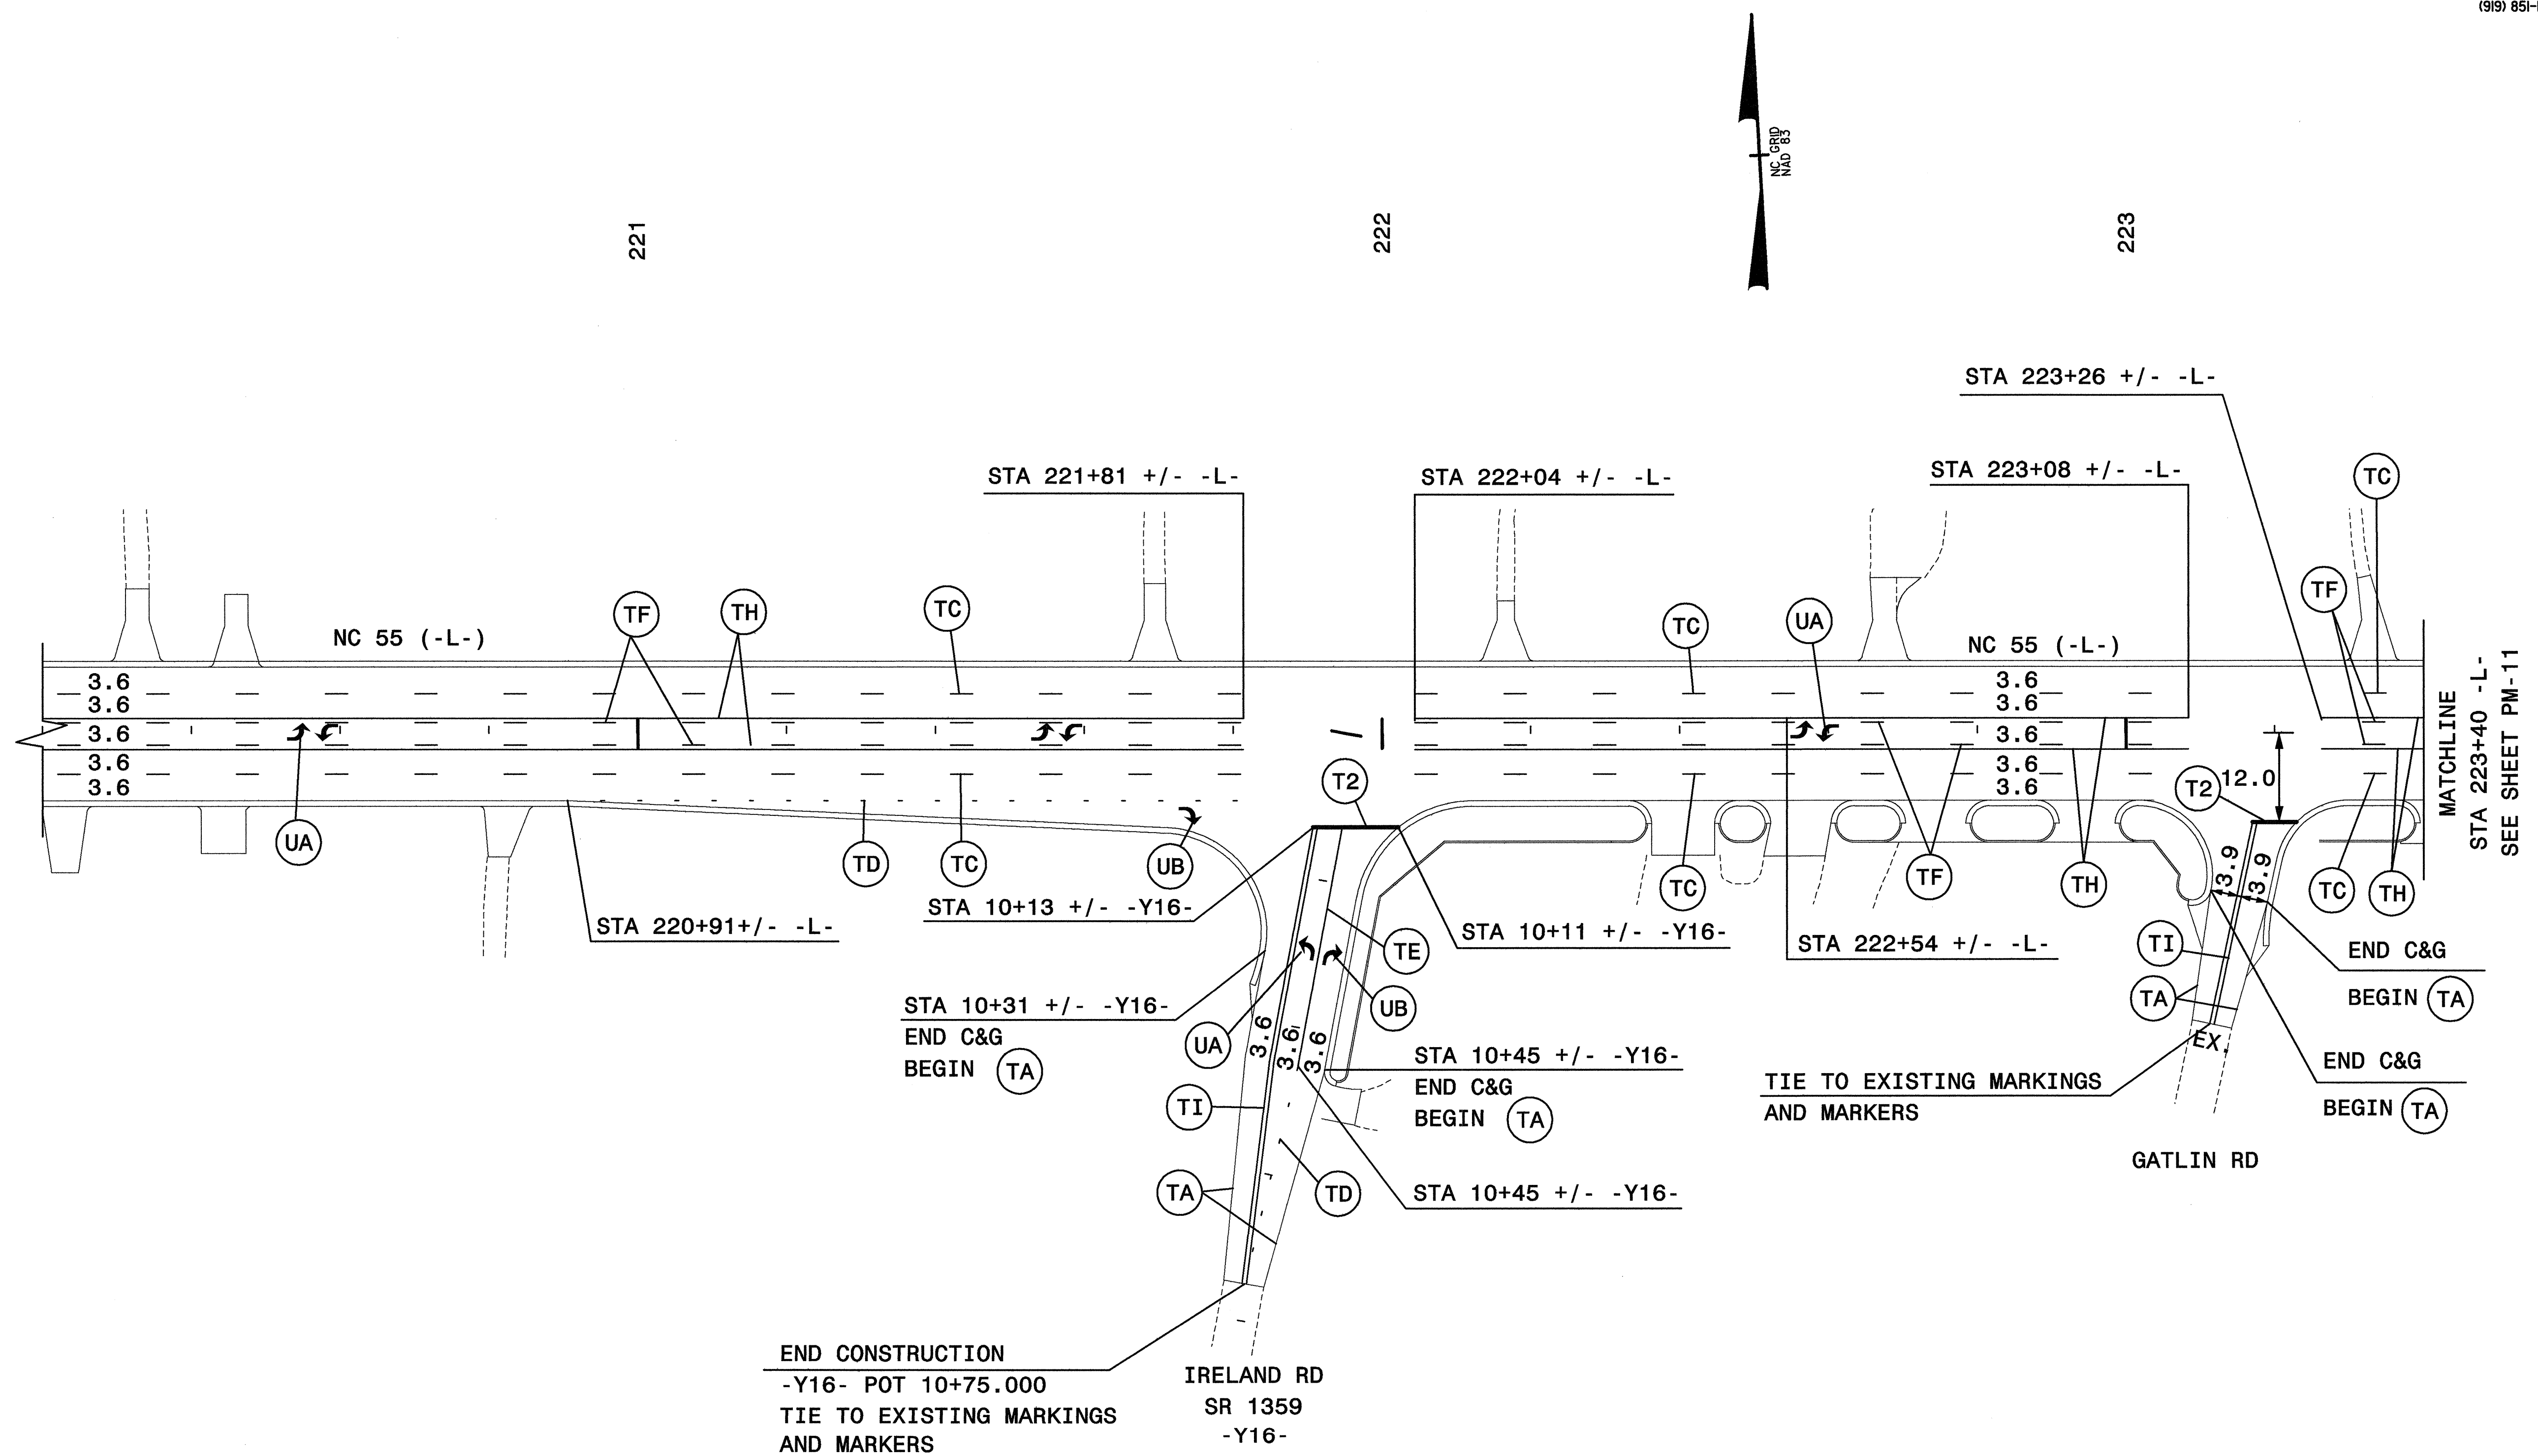 (919) 851-
NC GRID
NAD 83
221
222
223
STA 223+26 +/- -L-
STA 221+81 +/- -L-
STA 222+04 +/- -L-
STA 223+08 +/- -L-
TC
TF
TF
TH
TC
TC
UA
NC 55 (-L-)
NC 55 (-L-)
3.6
3.6
3.6
3.6
3.6
3.6
3.6
3.6
3.6
3.6
MATCHLINE
STA 223+40 -L-
SEE SHEET PM-11
T2
T2
12.0
UA
TD
TC
UB
TC
TF
TH
TC
TH
3.9
3.9
STA 220+91+/- -L-
STA 10+13 +/- -Y16-
STA 10+11 +/- -Y16-
STA 222+54 +/- -L-
TE
TI
END C&G
BEGIN TA
STA 10+31 +/- -Y16-
END C&G
BEGIN TA
UA
UB
TA
3.6
3.6
3.6
EX.
STA 10+45 +/- -Y16-
END C&G
BEGIN TA
TIE TO EXISTING MARKINGS
AND MARKERS
END C&G
BEGIN TA
TI
GATLIN RD
TA
TD
STA 10+45 +/- -Y16-
END CONSTRUCTION
-Y16- POT 10+75.000
TIE TO EXISTING MARKINGS
AND MARKERS
IRELAND RD
SR 1359
-Y16-